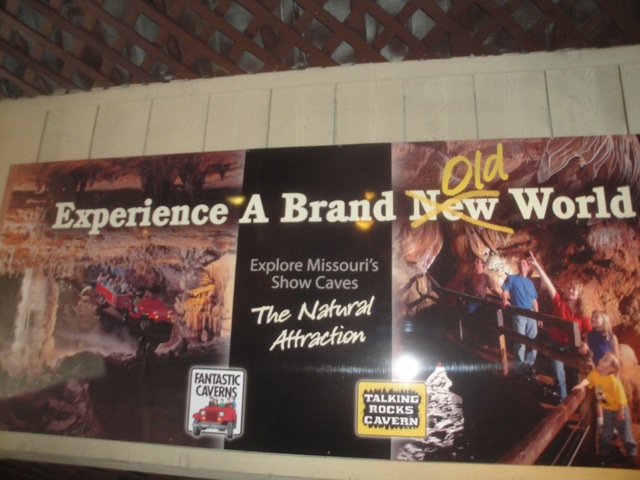 Old
Experience A Brand New World
Explore Missouri's
Show Caves
The Natural
Attraction
FANTASTIC
CAVERNS
TALKING
ROCKS
CAVERN